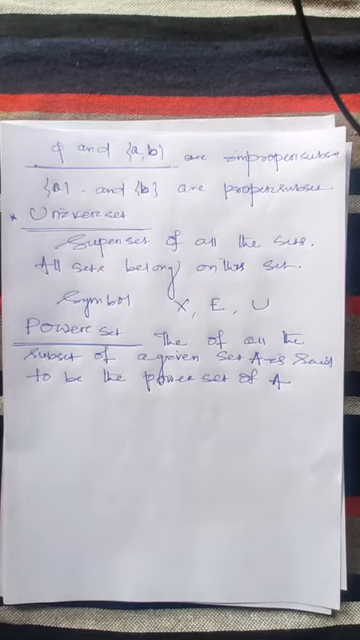 φ and {a,b} are improper subset
{a} . and {b} are proper subset.
* UniverSet
Superset of all the sets.
All sets belong on this set.
Symbol X, E, U
Power set The of all the
subset of a given set A is said
to be the power set of A